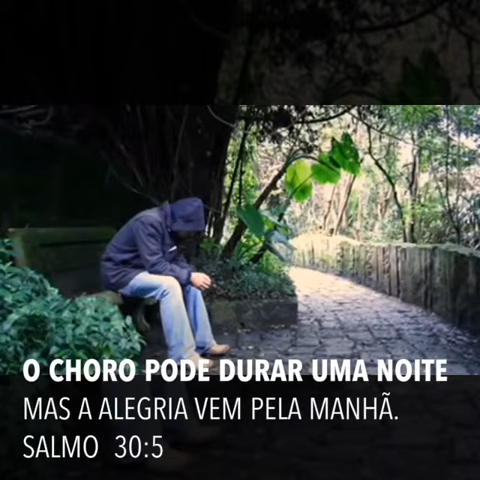 O CHORO PODE DURAR UMA NOITE
MAS A ALEGRIA VEM PELA MANHÃ.
SALMO 30:5